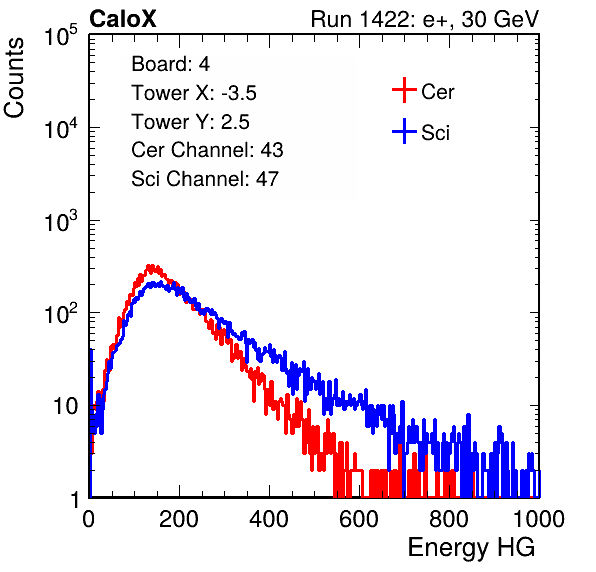 CaloX Run 1422: e+, 30 GeV
Counts
Board: 4
Tower X: -3.5
Tower Y: 2.5
Cer Channel: 43
Sci Channel: 47
Cer
Sci
10^5
10^4
10^3
10^2
10
1
0 200 400 600 800 1000
Energy HG